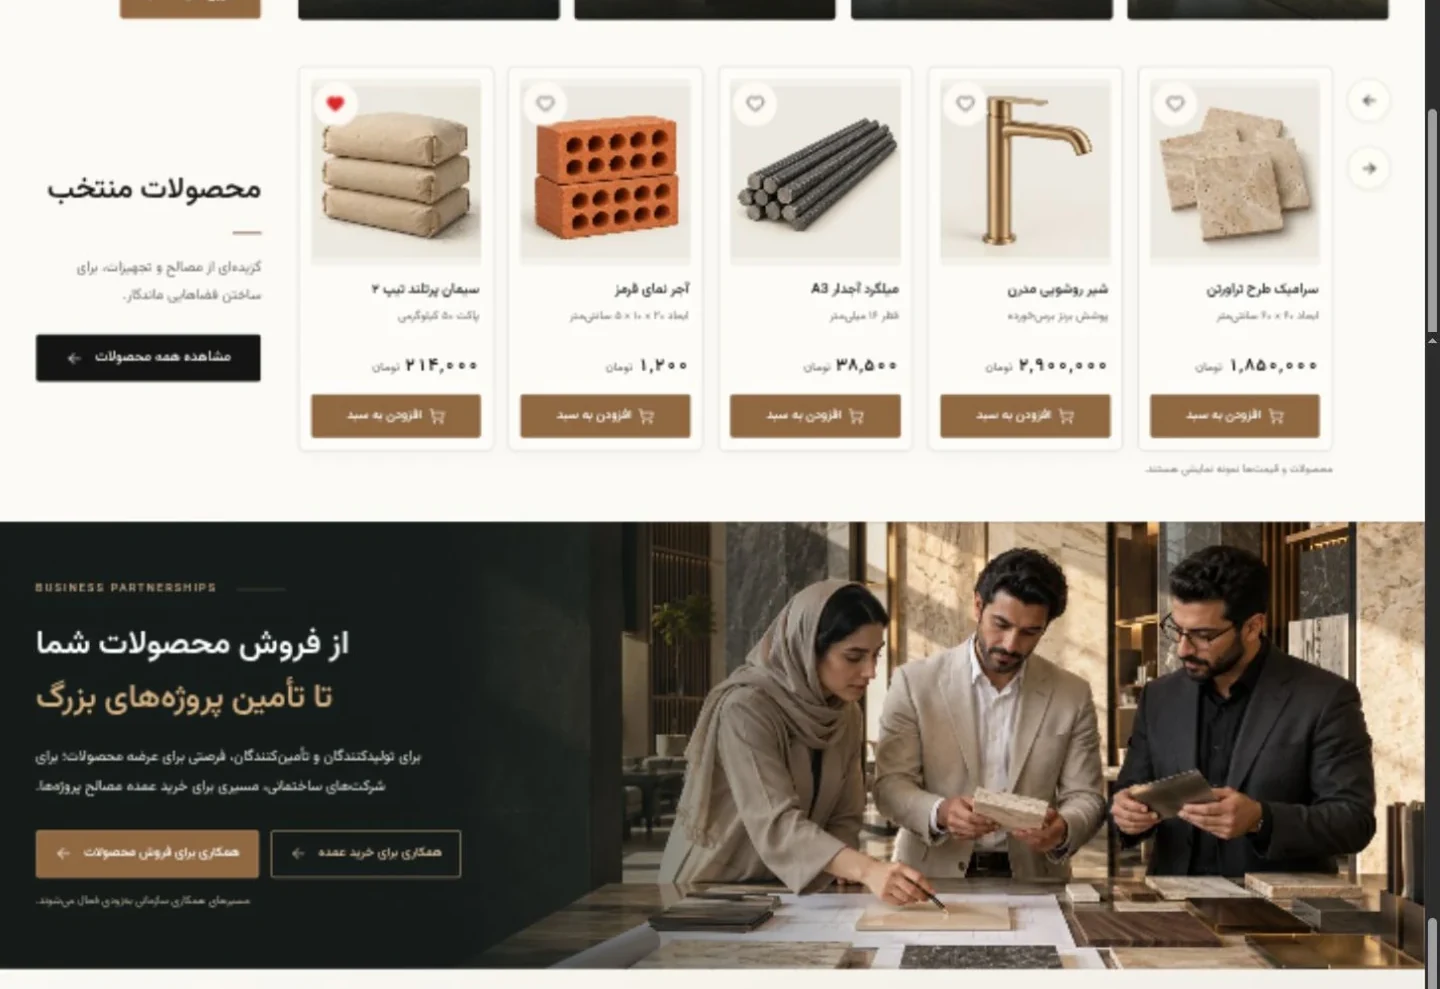 محصولات منتخب
گزیده‌ای از مصالح و تجهیزات، برای
ساختن فضاهایی ماندگار.
مشاهده همه محصولات
سرامیک طرح تراورتن
ابعاد ۶۰ × ۶۰ سانتی‌متر
۱,۸۵۰,۰۰۰ تومان
افزودن به سبد
شیر روشویی مدرن
پوشش برنز برس‌خورده
۲,۹۰۰,۰۰۰ تومان
افزودن به سبد
میلگرد آجدار A3
قطر ۱۶ میلی‌متر
۳۸,۵۰۰ تومان
افزودن به سبد
آجر نمای قرمز
ابعاد ۲۰ × ۱۰ × ۵ سانتی‌متر
۱,۲۰۰ تومان
افزودن به سبد
سیمان پرتلند تیپ ۲
پاکت ۵۰ کیلوگرمی
۲۱۴,۰۰۰ تومان
افزودن به سبد
محصولات و قیمت‌ها نمونه نمایشی هستند.
BUSINESS PARTNERSHIPS
از فروش محصولات شما
تا تأمین پروژه‌های بزرگ
برای تولیدکنندگان و تأمین‌کنندگان، فرصتی برای عرضه محصولات؛ برای
شرکت‌های ساختمانی، مسیری برای خرید عمده مصالح پروژه‌ها.
همکاری برای خرید عمده
همکاری برای فروش محصولات
مسیرهای همکاری سازمانی به‌زودی فعال می‌شوند.